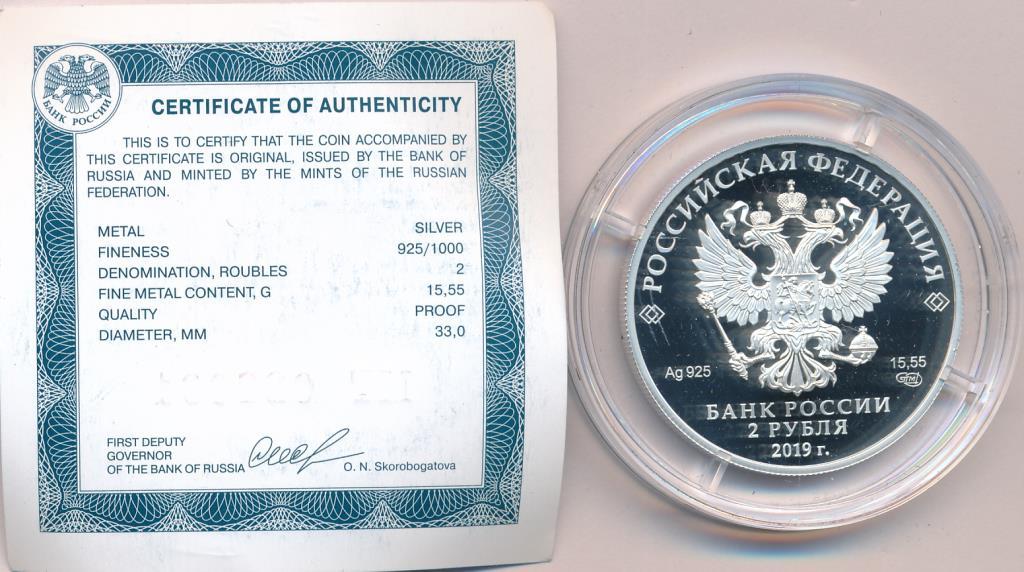 БАНК РОССИИ
CERTIFICATE OF AUTHENTICITY
THIS IS TO CERTIFY THAT THE COIN ACCOMPANIED BY
THIS CERTIFICATE IS ORIGINAL, ISSUED BY THE BANK OF
RUSSIA AND MINTED BY THE MINTS OF THE RUSSIAN
FEDERATION.
METAL SILVER
FINENESS 925/1000
DENOMINATION, ROUBLES 2
FINE METAL CONTENT, G 15,55
QUALITY PROOF
DIAMETER, MM 33,0
FIRST DEPUTY
GOVERNOR
OF THE BANK OF RUSSIA O. N. Skorobogatova
РОССИЙСКАЯ ФЕДЕРАЦИЯ
Ag 925 15,55
БАНК РОССИИ
2 РУБЛЯ
2019 г.